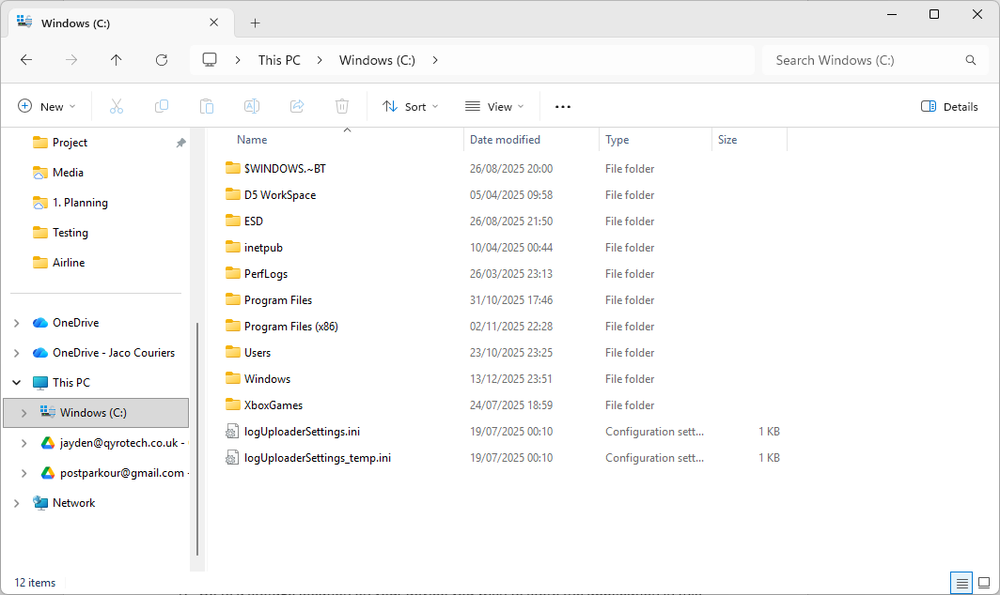 Windows (C:)
This PC Windows (C:) Search Windows (C:)
New Sort View Details
Project
Media
1. Planning
Testing
Airline
OneDrive
OneDrive - Jaco Couriers
This PC
Windows (C:)
jayden@qyrotech.co.uk -
postparkour@gmail.com -
Network
Name Date modified Type Size
$WINDOWS.~BT 26/08/2025 20:00 File folder
D5 WorkSpace 05/04/2025 09:58 File folder
ESD 26/08/2025 21:50 File folder
inetpub 10/04/2025 00:44 File folder
PerfLogs 26/03/2025 23:13 File folder
Program Files 31/10/2025 17:46 File folder
Program Files (x86) 02/11/2025 22:28 File folder
Users 23/10/2025 23:25 File folder
Windows 13/12/2025 23:51 File folder
XboxGames 24/07/2025 18:59 File folder
logUploaderSettings.ini 19/07/2025 00:10 Configuration sett... 1 KB
logUploaderSettings_temp.ini 19/07/2025 00:10 Configuration sett... 1 KB
12 items